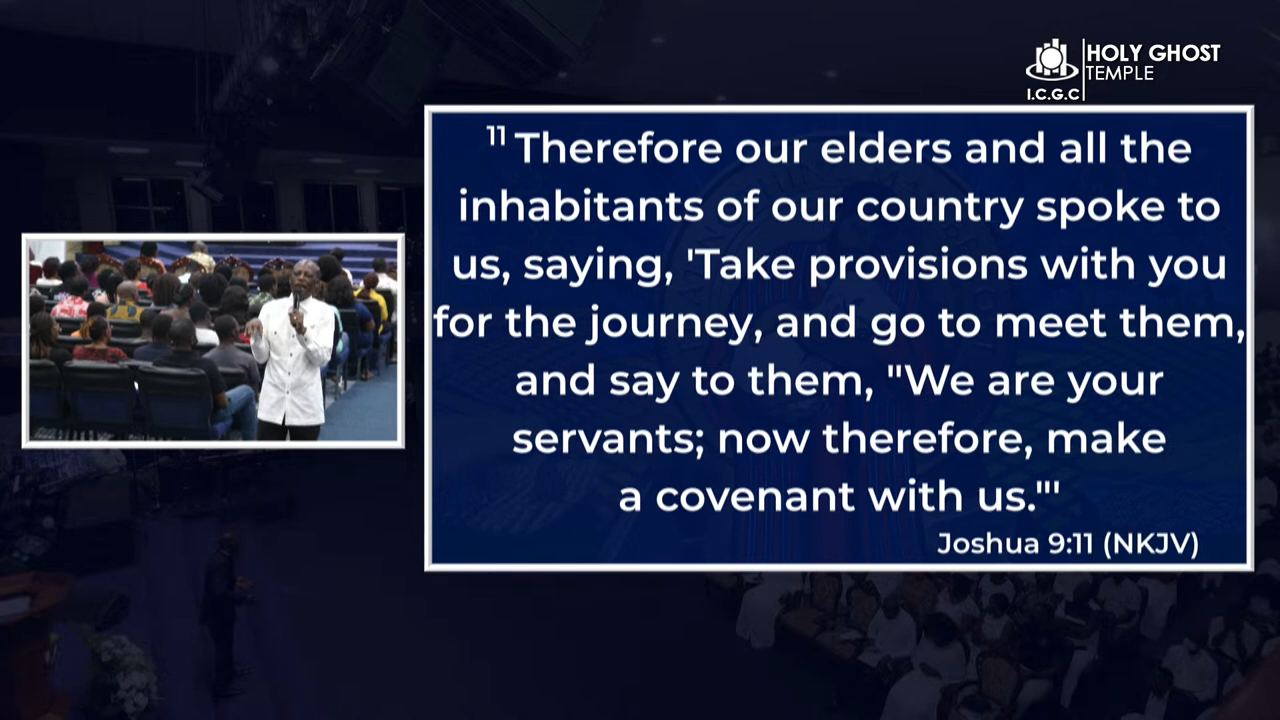 HOLY GHOST
TEMPLE
I.C.G.C
11 Therefore our elders and all the
inhabitants of our country spoke to
us, saying, 'Take provisions with you
for the journey, and go to meet them,
and say to them, "We are your
servants; now therefore, make
a covenant with us."'
Joshua 9:11 (NKJV)